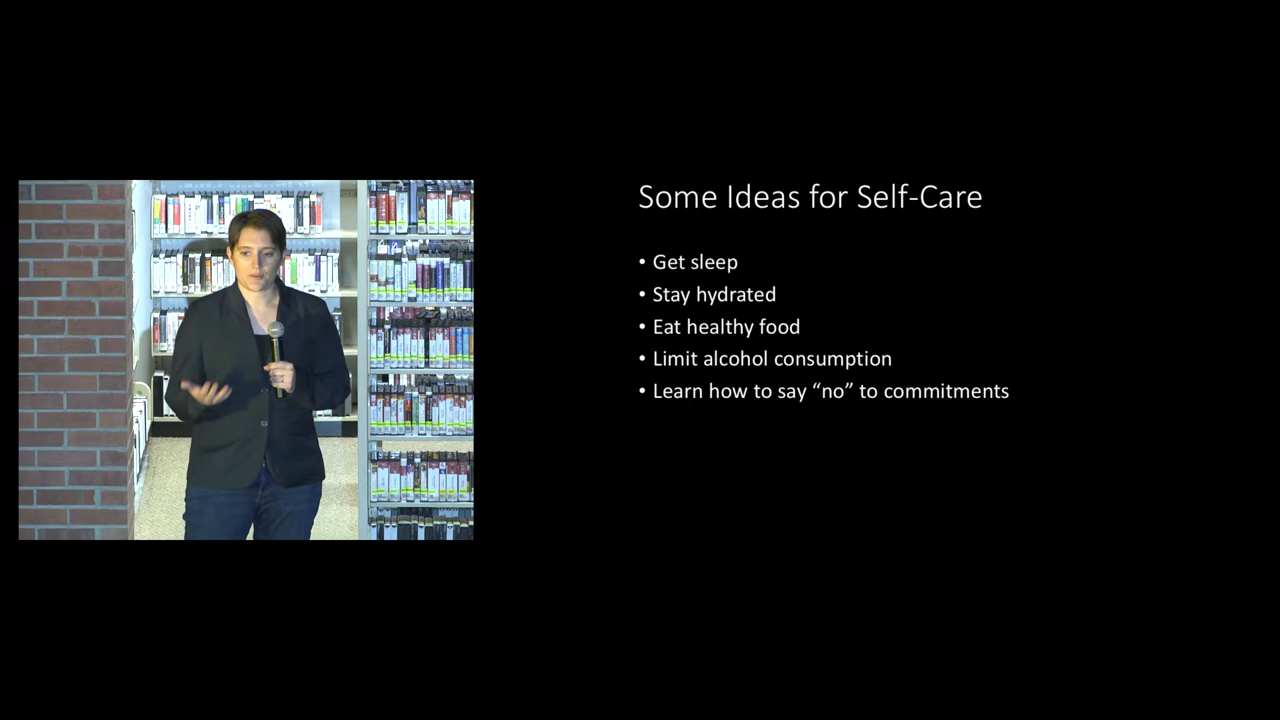 Some Ideas for Self-Care
• Get sleep
• Stay hydrated
• Eat healthy food
• Limit alcohol consumption
• Learn how to say “no” to commitments